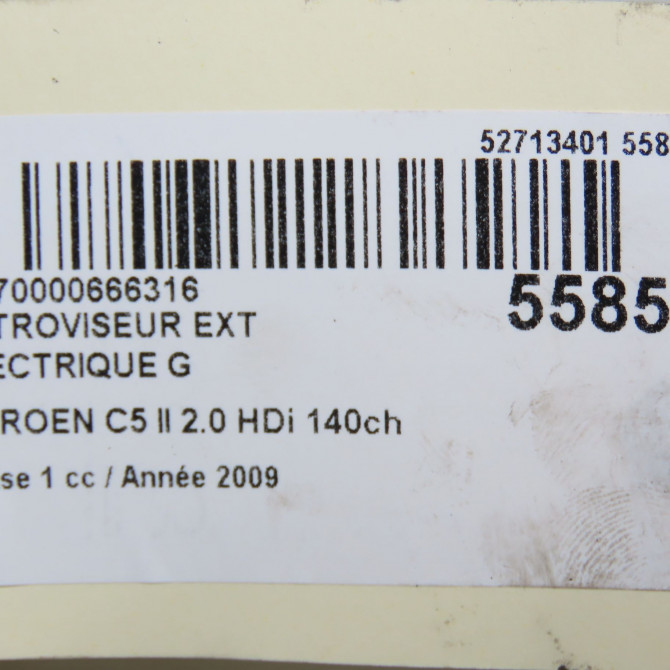 52713401 558
70000666316
5585
TROVISEUR EXT
ECTRIQUE G
ROEN C5 II 2.0 HDi 140ch
se 1 cc / Année 2009